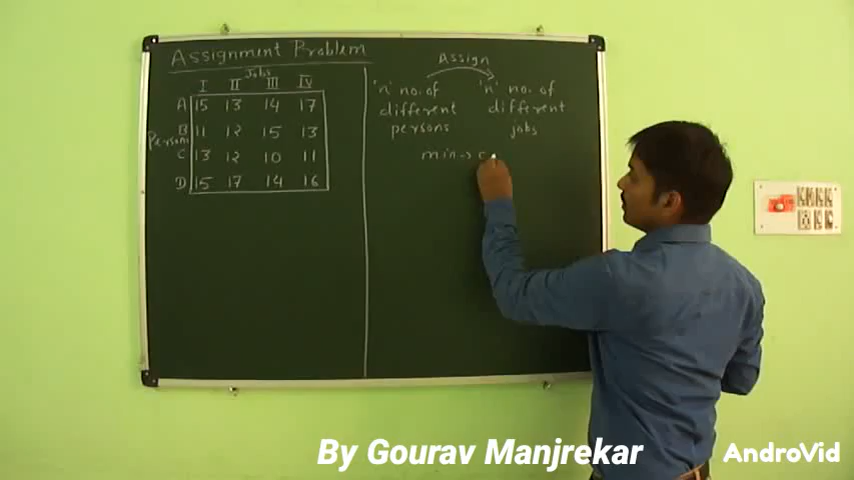 Assignment Problem
Jobs
I II III IV
A 15 13 14 17
B 11 12 15 13
Persons
C 13 12 10 11
D 15 17 14 16
Assign
'n' no. of 'n' no. of
different different
persons jobs
min → c
By Gourav Manjrekar
AndroVid